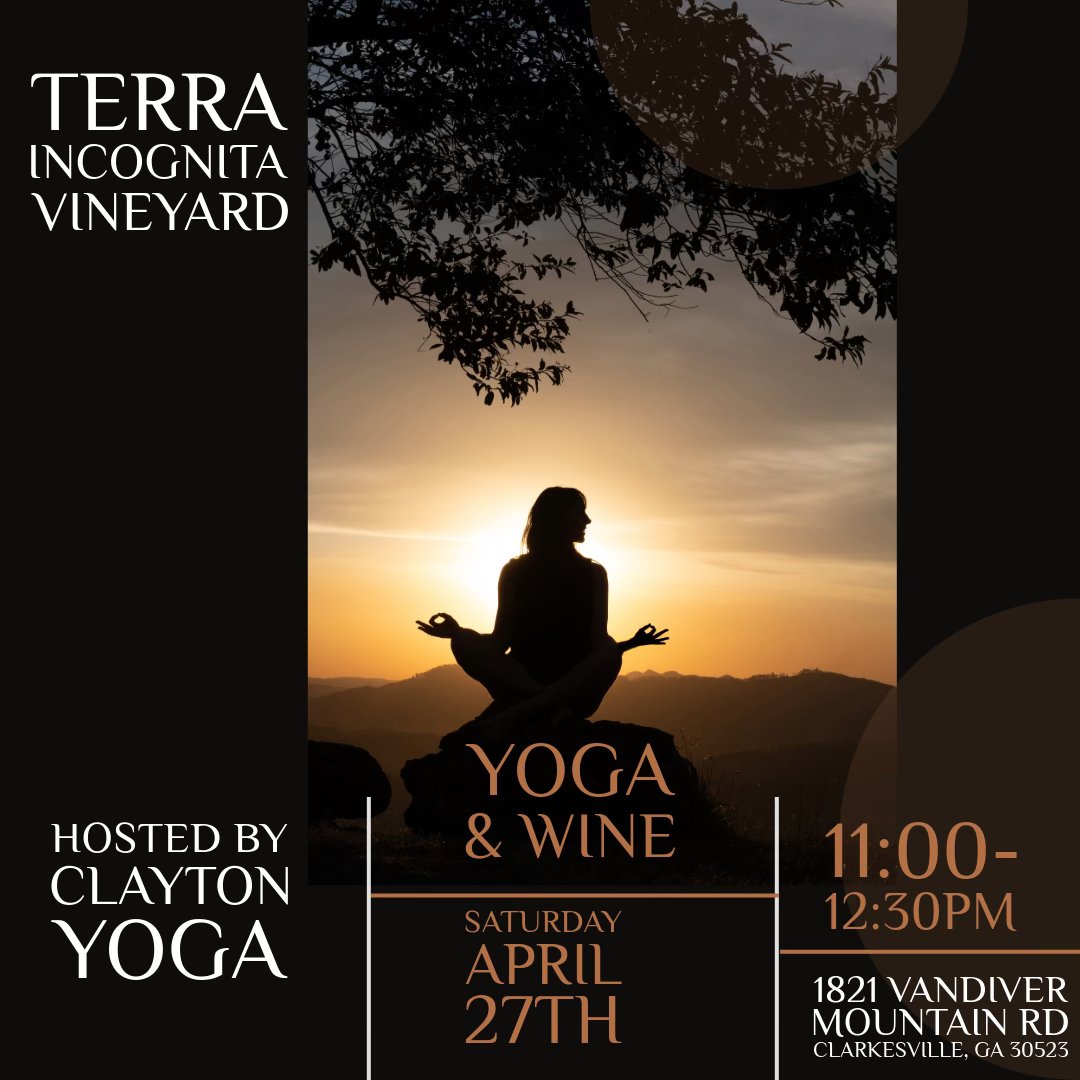 TERRA
INCOGNITA
VINEYARD
HOSTED BY
CLAYTON
YOGA
YOGA
& WINE
SATURDAY
APRIL
27TH
11:00-
12:30PM
1821 VANDIVER
MOUNTAIN RD
CLARKESVILLE, GA 30523